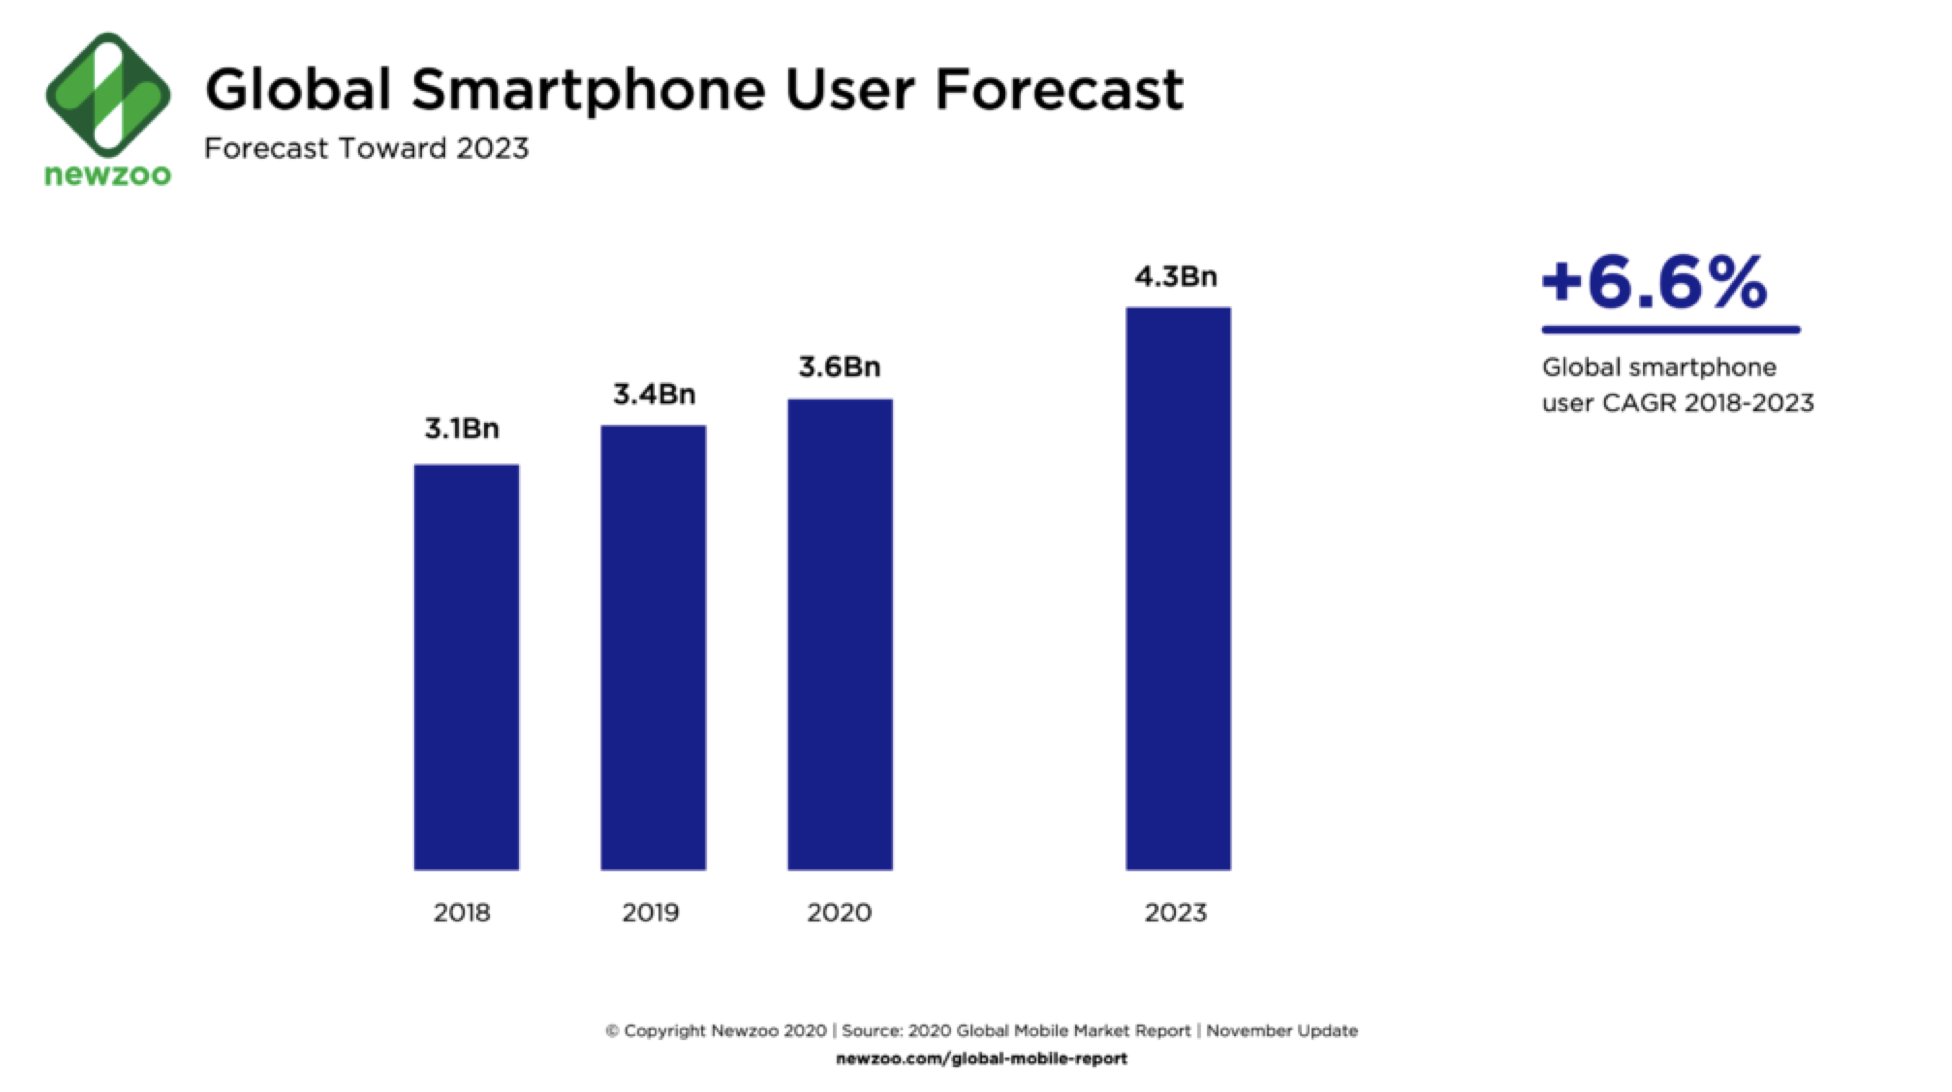 newzoo
Global Smartphone User Forecast
Forecast Toward 2023
3.1Bn
3.4Bn
3.6Bn
4.3Bn
2018
2019
2020
2023
+6.6%
Global smartphone
user CAGR 2018-2023
© Copyright Newzoo 2020 | Source: 2020 Global Mobile Market Report | November Update
newzoo.com/global-mobile-report